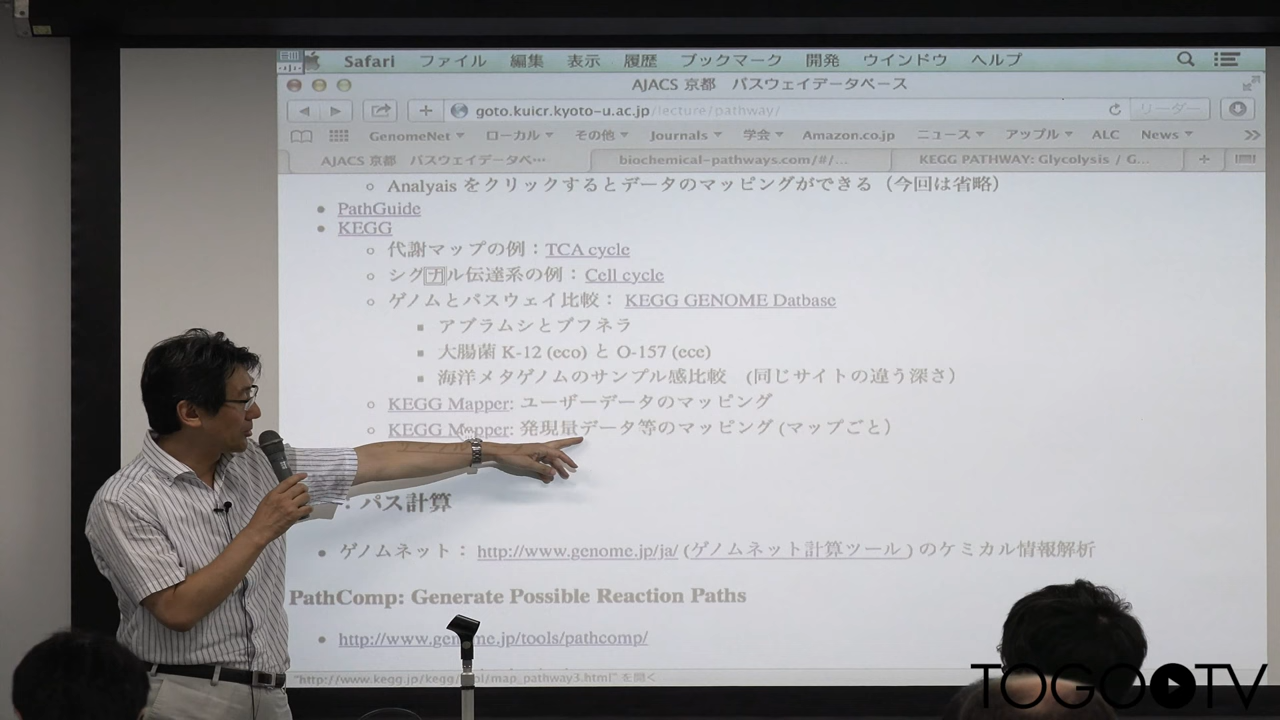 Safari ファイル 編集 表示 履歴 ブックマーク 開発 ウインドウ ヘルプ
AJACS 京都 パスウェイデータベース
goto.kuicr.kyoto-u.ac.jp/lecture/pathway/
リーダー
GenomeNet ローカル その他 Journals 学会 Amazon.co.jp ニュース アップル ALC News
AJACS 京都 パスウェイデータベ… biochemical-pathways.com/#/... KEGG PATHWAY: Glycolysis / G...
Analyais をクリックするとデータのマッピングができる（今回は省略）
PathGuide
KEGG
代謝マップの例：TCA cycle
シグナル伝達系の例：Cell cycle
ゲノムとパスウェイ比較： KEGG GENOME Datbase
アブラムシとブフネラ
大腸菌 K-12 (eco) と O-157 (ece)
海洋メタゲノムのサンプル感比較 (同じサイトの違う深さ）
KEGG Mapper: ユーザーデータのマッピング
KEGG Mapper: 発現量データ等のマッピング (マップごと）
: パス計算
ゲノムネット： http://www.genome.jp/ja/ (ゲノムネット計算ツール ) のケミカル情報解析
PathComp: Generate Possible Reaction Paths
http://www.genome.jp/tools/pathcomp/
"http://www.kegg.jp/kegg/tool/map_pathway3.html" を開く
TOGOTV